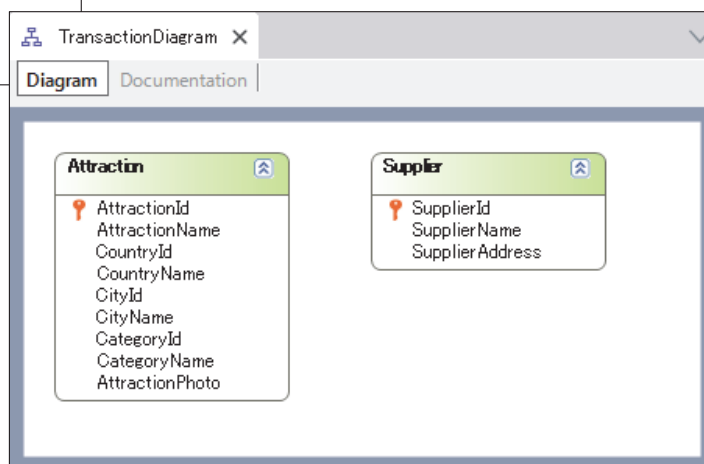 TransactionDiagram
Diagram Documentation
Attraction
AttractionId
AttractionName
CountryId
CountryName
CityId
CityName
CategoryId
CategoryName
AttractionPhoto
Supplier
SupplierId
SupplierName
SupplierAddress